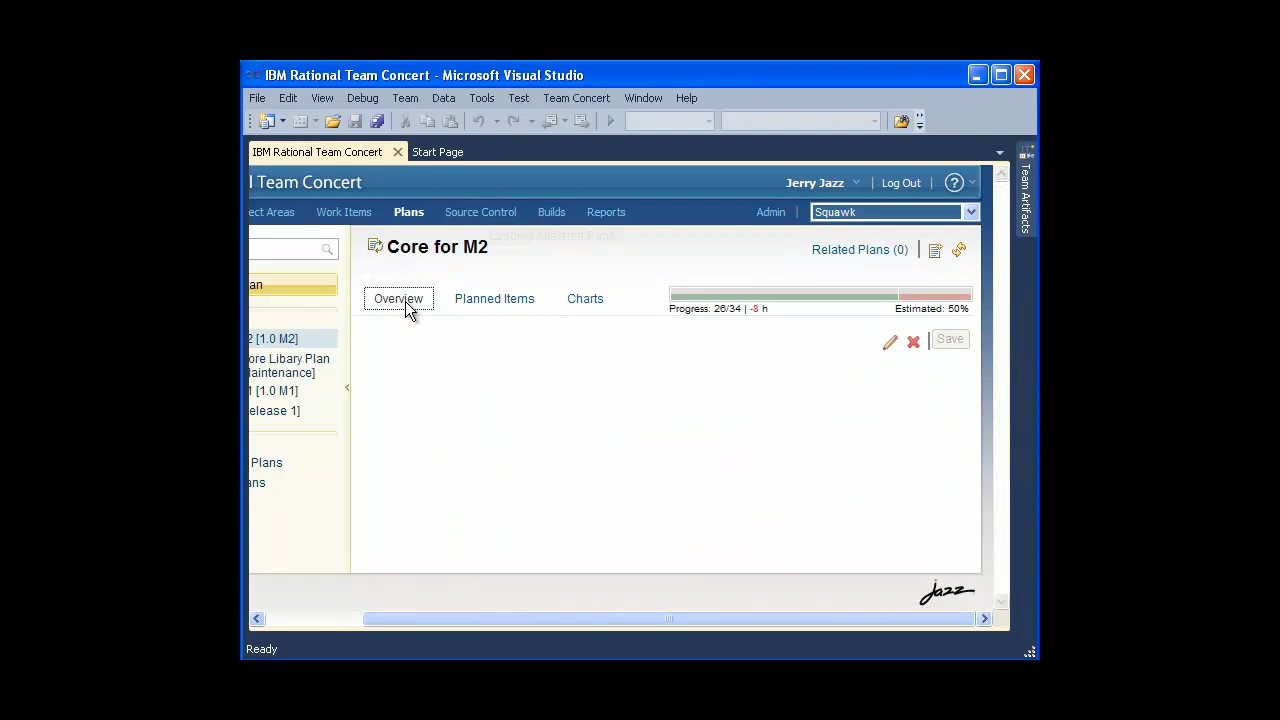 IBM Rational Team Concert - Microsoft Visual Studio
File Edit View Debug Team Data Tools Test Team Concert Window Help
IBM Rational Team Concert Start Page
l Team Concert
Jerry Jazz Log Out ?
ect Areas Work Items Plans Source Control Builds Reports Admin Squawk
Core for M2
Related Plans (0)
an
Overview Planned Items Charts
Progress: 26/34 | -8 h Estimated: 50%
2 [1.0 M2]
Save
ore Libary Plan
aintenance]
1 [1.0 M1]
elease 1]
Plans
ans
jazz
Ready
Team Artifacts